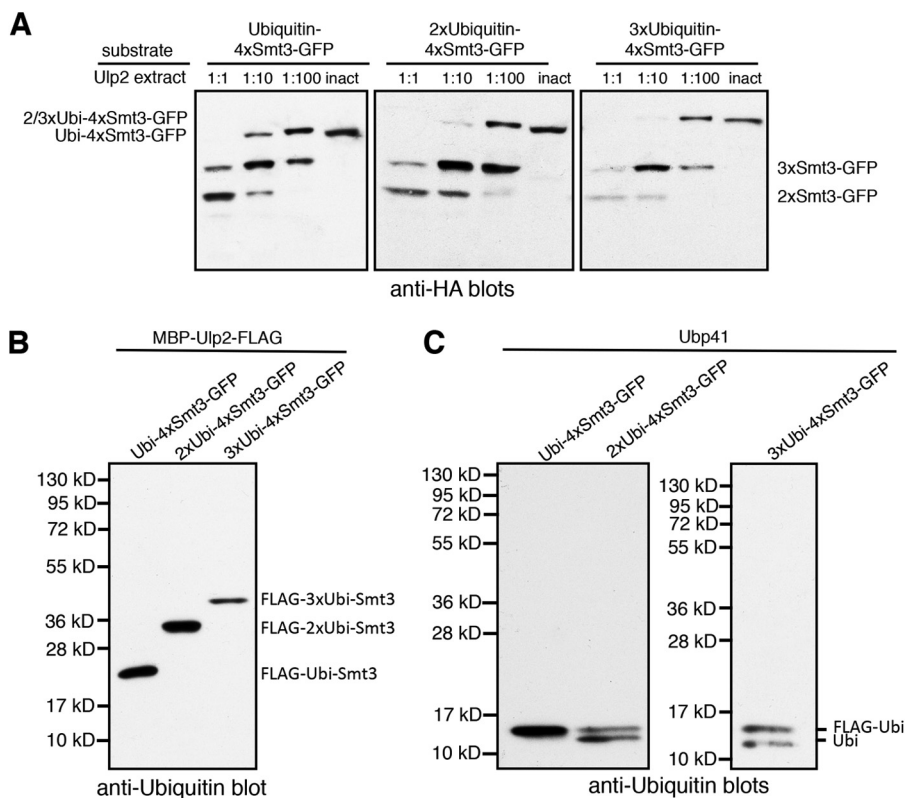 A
substrate
Ubiquitin-
4xSmt3-GFP
2xUbiquitin-
4xSmt3-GFP
3xUbiquitin-
4xSmt3-GFP
Ulp2 extract 1:1 1:10 1:100 inact 1:1 1:10 1:100 inact 1:1 1:10 1:100 inact
2/3xUbi-4xSmt3-GFP
Ubi-4xSmt3-GFP
3xSmt3-GFP
2xSmt3-GFP
anti-HA blots
B
MBP-Ulp2-FLAG
Ubi-4xSmt3-GFP
2xUbi-4xSmt3-GFP
3xUbi-4xSmt3-GFP
130 kD
95 kD
72 kD
55 kD
36 kD
28 kD
17 kD
10 kD
FLAG-3xUbi-Smt3
FLAG-2xUbi-Smt3
FLAG-Ubi-Smt3
anti-Ubiquitin blot
C
Ubp41
Ubi-4xSmt3-GFP
2xUbi-4xSmt3-GFP
3xUbi-4xSmt3-GFP
130 kD
95 kD
72 kD
55 kD
36 kD
28 kD
17 kD
10 kD
130 kD
95 kD
72 kD
55 kD
36 kD
28 kD
17 kD
10 kD
FLAG-Ubi
Ubi
anti-Ubiquitin blots